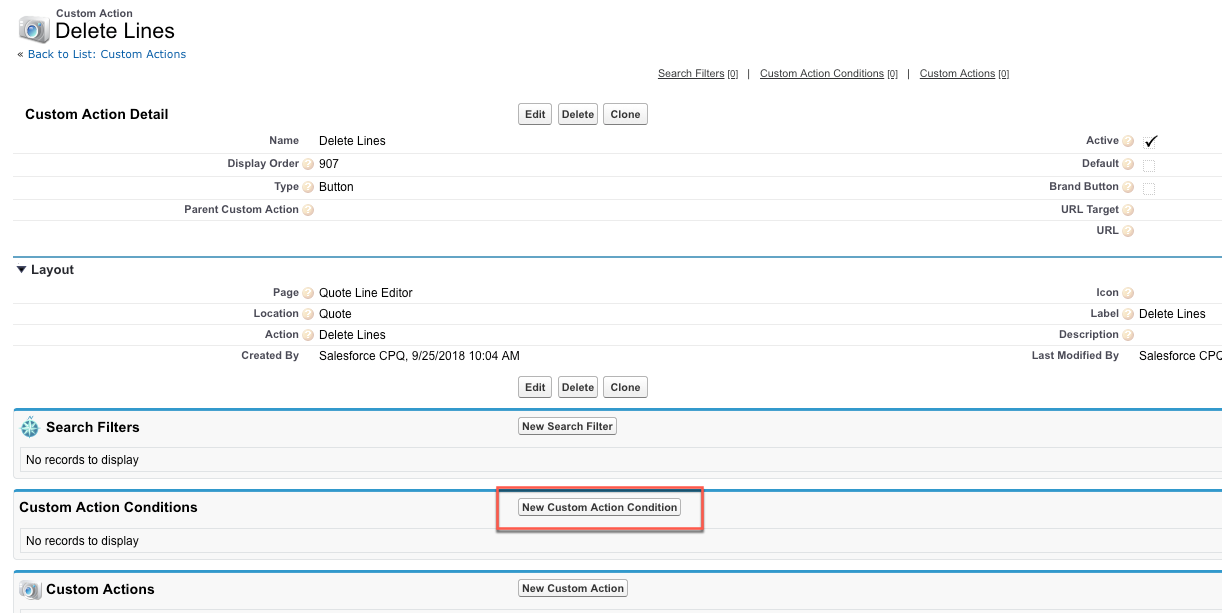 Custom Action
Delete Lines
« Back to List: Custom Actions
Search Filters [0] | Custom Action Conditions [0] | Custom Actions [0]
Custom Action Detail Edit Delete Clone
Name Delete Lines Active ?
Display Order ? 907 Default ?
Type ? Button Brand Button ?
Parent Custom Action ? URL Target ?
URL ?
Layout
Page ? Quote Line Editor Icon ?
Location ? Quote Label ? Delete Lines
Action ? Delete Lines Description ?
Created By Salesforce CPQ, 9/25/2018 10:04 AM Last Modified By Salesforce CPQ
Edit Delete Clone
Search Filters New Search Filter
No records to display
Custom Action Conditions New Custom Action Condition
No records to display
Custom Actions New Custom Action